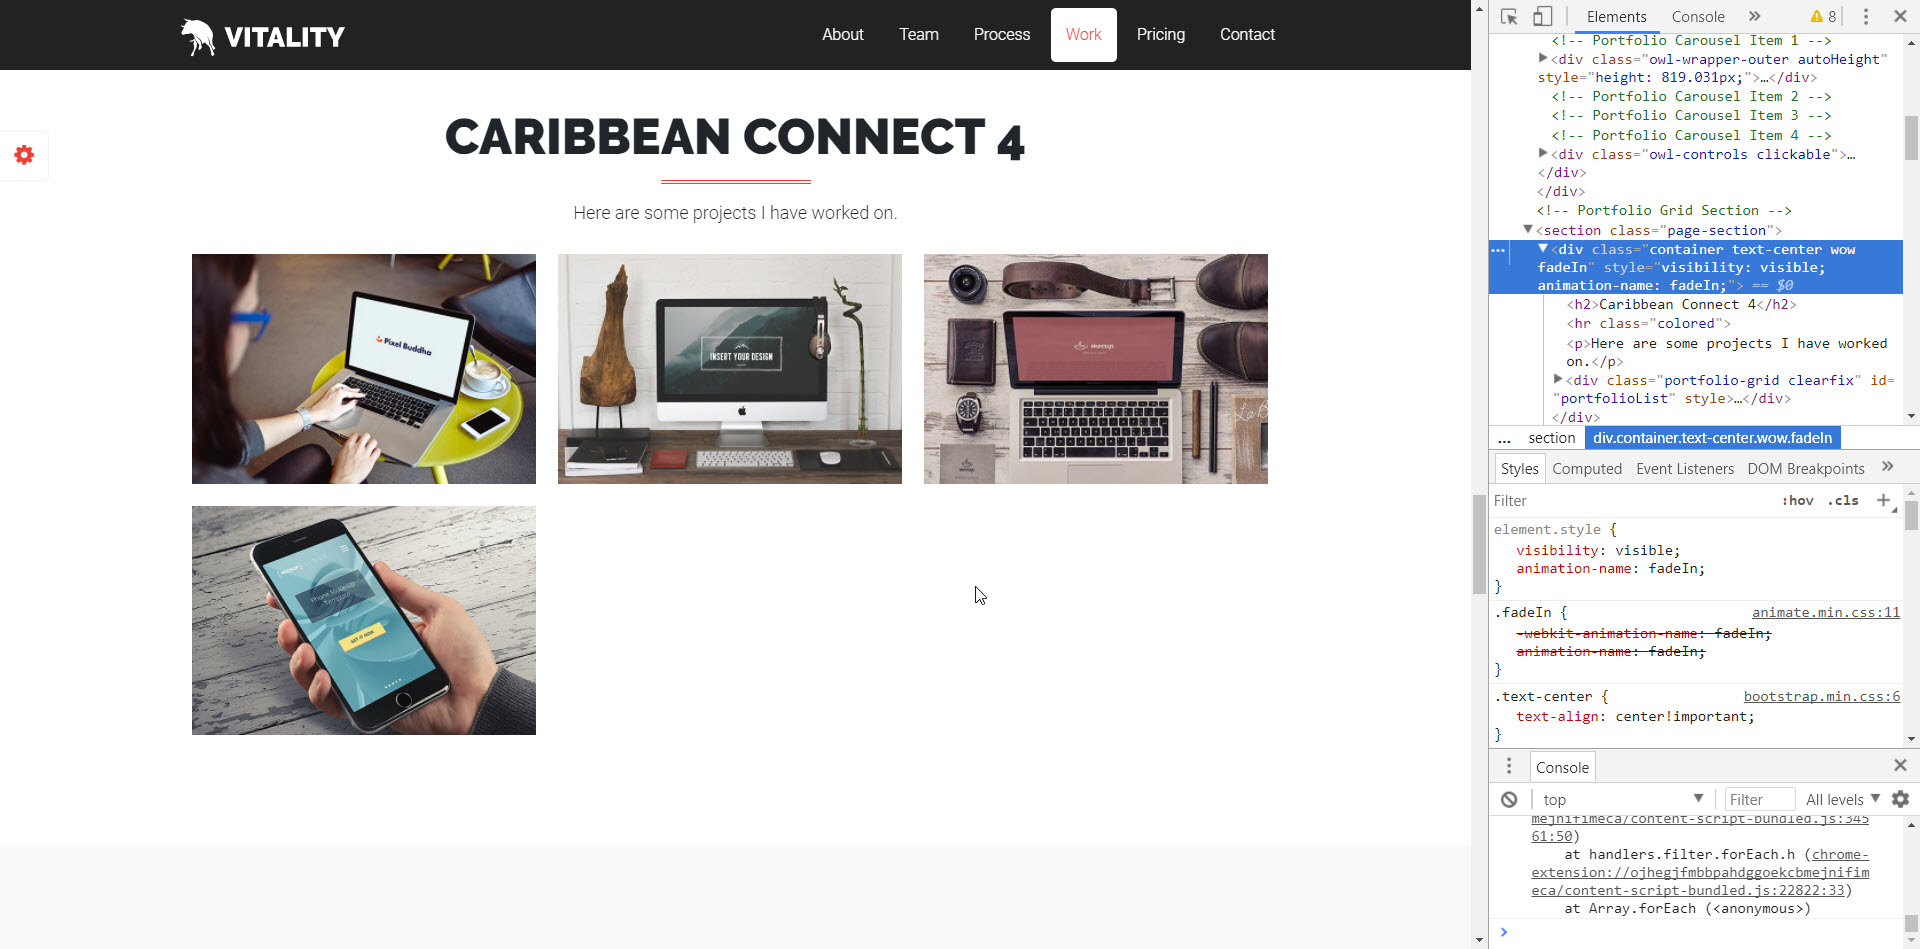 VITALITY
About
Team
Process
Work
Pricing
Contact
CARIBBEAN CONNECT 4
Here are some projects I have worked on.
Pixel Buddha
INSERT YOUR DESIGN
Phone Mockup
Template
GET IT NOW
Elements
Console
»
8
<!-- Portfolio Carousel Item 1 -->
<div class="owl-wrapper-outer autoHeight"
style="height: 819.031px;">…</div>
<!-- Portfolio Carousel Item 2 -->
<!-- Portfolio Carousel Item 3 -->
<!-- Portfolio Carousel Item 4 -->
<div class="owl-controls clickable">…
</div>
</div>
<!-- Portfolio Grid Section -->
<section class="page-section">
<div class="container text-center wow
fadeIn" style="visibility: visible;
animation-name: fadeIn;"> == $0
<h2>Caribbean Connect 4</h2>
<hr class="colored">
<p>Here are some projects I have worked
on.</p>
<div class="portfolio-grid clearfix" id=
"portfolioList" style>…</div>
</div>
... section div.container.text-center.wow.fadeIn
Styles Computed Event Listeners DOM Breakpoints »
Filter :hov .cls +
element.style {
visibility: visible;
animation-name: fadeIn;
}
.fadeIn { animate.min.css:11
-webkit-animation-name: fadeIn;
animation-name: fadeIn;
}
.text-center { bootstrap.min.css:6
text-align: center!important;
}
Console
top Filter All levels
mejnifimeca/content-script-bundled.js:345
61:50)
at handlers.filter.forEach.h (chrome-
extension://ojhegjfmbbpahdggoekcbmejnifim
eca/content-script-bundled.js:22822:33)
at Array.forEach (<anonymous>)
>